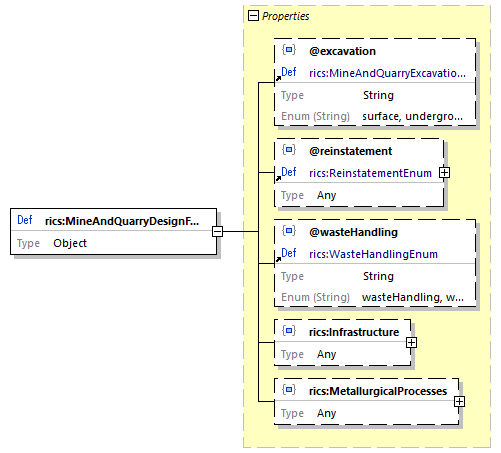 Properties
@excavation
Def rics:MineAndQuarryExcavatio...
Type String
Enum (String) surface, undergro...
@reinstatement
Def rics:ReinstatementEnum
Type Any
Def rics:MineAndQuarryDesignF...
Type Object
@wasteHandling
Def rics:WasteHandlingEnum
Type String
Enum (String) wasteHandling, w...
rics:Infrastructure
Type Any
rics:MetallurgicalProcesses
Type Any